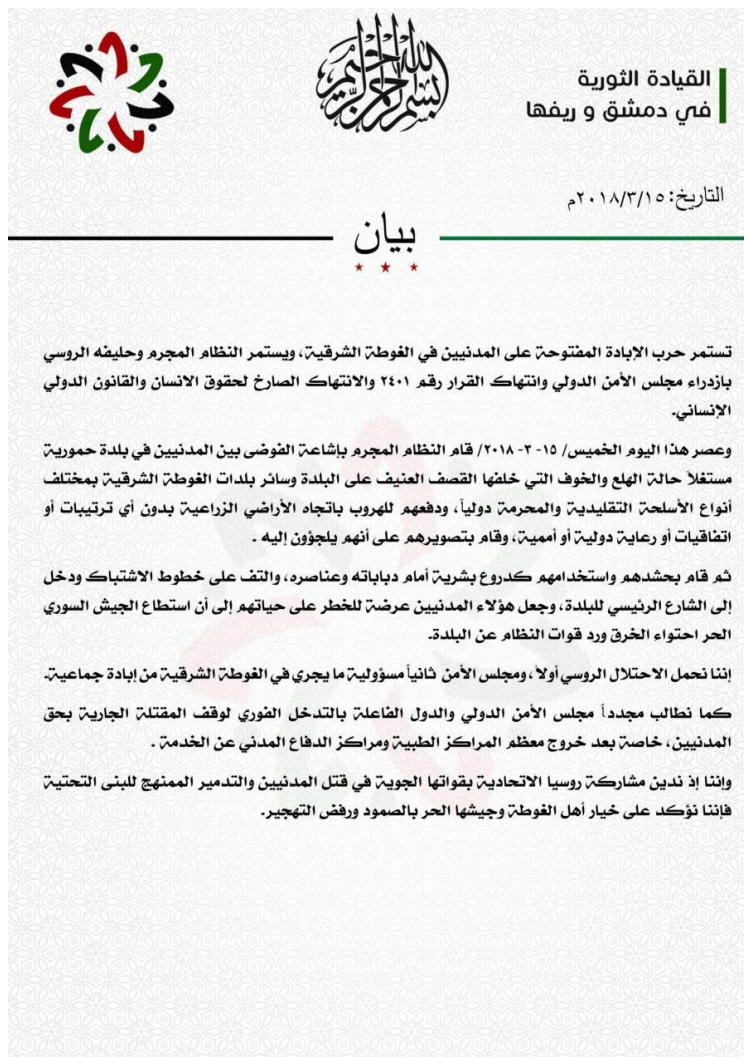 القيادة الثورية
في دمشق و ريفها
بسم الله الرحمن الرحيم
التاريخ: ٢٠١٨/٣/١٥م
بيان
تستمر حرب الإبادة المفتوحة على المدنيين في الغوطة الشرقية، ويستمر النظام المجرم وحليفه الروسي
بازدراء مجلس الأمن الدولي وانتهاك القرار رقم ٢٤٠١ والانتهاك الصارخ لحقوق الانسان والقانون الدولي
الإنساني.
وعصر هذا اليوم الخميس/ ١٥- ٣- ٢٠١٨/ قام النظام المجرم بإشاعة الفوضى بين المدنيين في بلدة حمورية
مستغلاً حالة الهلع والخوف التي خلفها القصف العنيف على البلدة وسائر بلدات الغوطة الشرقية بمختلف
أنواع الأسلحة التقليدية والمحرمة دولياً، ودفعهم للهروب باتجاه الأراضي الزراعية بدون أي ترتيبات أو
اتفاقيات أو رعاية دولية أو أممية، وقام بتصويرهم على أنهم يلجؤون إليه .
ثم قام بحشدهم واستخدامهم كدروع بشرية أمام دباباته وعناصره، والتف على خطوط الاشتباك ودخل
إلى الشارع الرئيسي للبلدة، وجعل هؤلاء المدنيين عرضة للخطر على حياتهم إلى أن استطاع الجيش السوري
الحر احتواء الخرق ورد قوات النظام عن البلدة.
إننا نحمل الاحتلال الروسي أولاً، ومجلس الأمن ثانياً مسؤولية ما يجري في الغوطة الشرقية من إبادة جماعية.
كما نطالب مجدداً مجلس الأمن الدولي والدول الفاعلة بالتدخل الفوري لوقف المقتلة الجارية بحق
المدنيين، خاصة بعد خروج معظم المراكز الطبية ومراكز الدفاع المدني عن الخدمة .
وإننا إذ ندين مشاركة روسيا الاتحادية بقواتها الجوية في قتل المدنيين والتدمير الممنهج للبنى التحتية
فإننا نؤكد على خيار أهل الغوطة وجيشها الحر بالصمود ورفض التهجير.